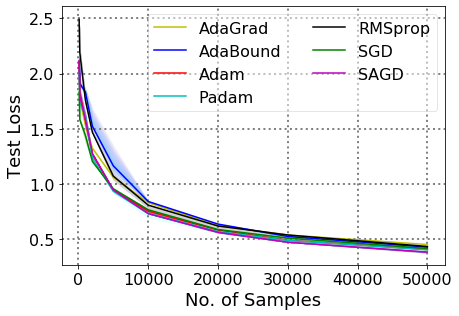 2.5
2.0
1.5
1.0
0.5
Test Loss
AdaGrad
AdaBound
Adam
Padam
RMSprop
SGD
SAGD
0 10000 20000 30000 40000 50000
No. of Samples